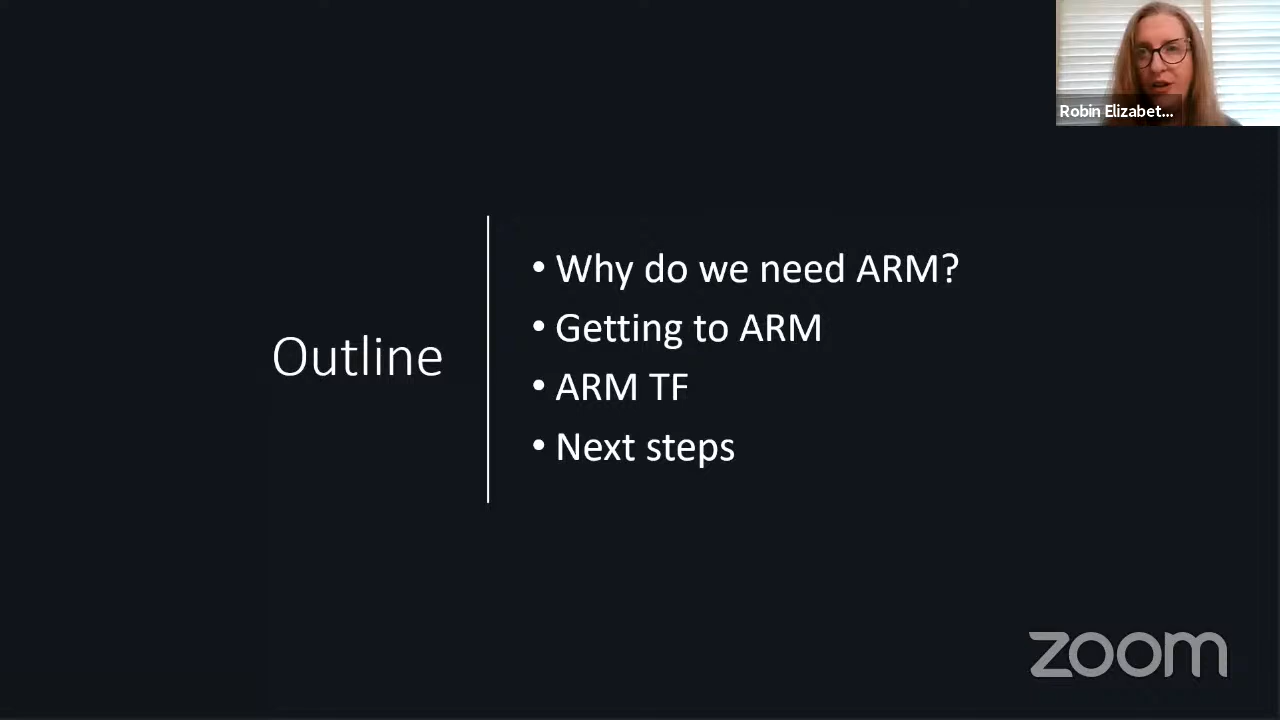 Robin Elizabet...
Outline
• Why do we need ARM?
• Getting to ARM
• ARM TF
• Next steps
zoom